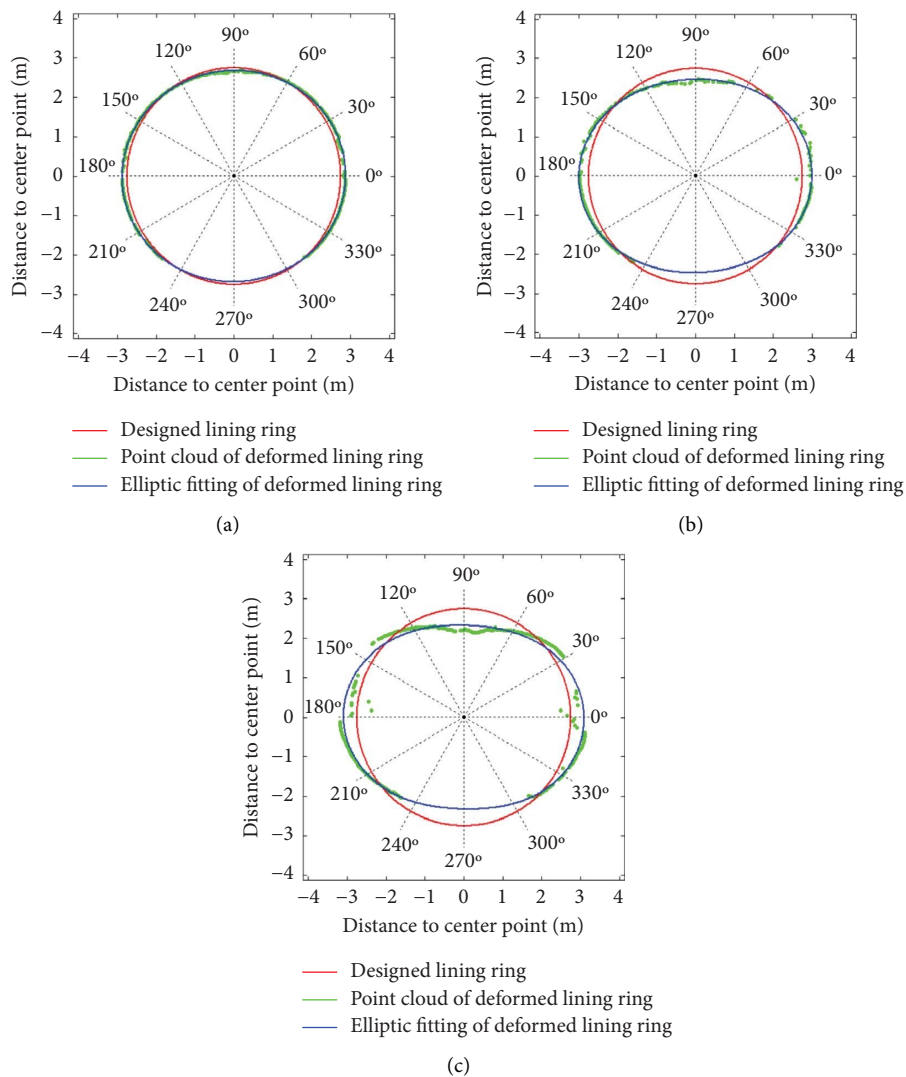 4
3
2
1
0
−1
−2
−3
−4
Distance to center point (m)
90º
120º 60º
150º 30º
180º 0º
210º 330º
240º 300º
270º
−4 −3 −2 −1 0 1 2 3 4
Distance to center point (m)
Designed lining ring
Point cloud of deformed lining ring
Elliptic fitting of deformed lining ring
(a)
4
3
2
1
0
−1
−2
−3
−4
Distance to center point (m)
90º
120º 60º
150º 30º
180º 0º
210º 330º
240º 300º
270º
−4 −3 −2 −1 0 1 2 3 4
Distance to center point (m)
Designed lining ring
Point cloud of deformed lining ring
Elliptic fitting of deformed lining ring
(b)
4
3
2
1
0
−1
−2
−3
−4
Distance to center point (m)
90º
120º 60º
150º 30º
180º 0º
210º 330º
240º 300º
270º
−4 −3 −2 −1 0 1 2 3 4
Distance to center point (m)
Designed lining ring
Point cloud of deformed lining ring
Elliptic fitting of deformed lining ring
(c)